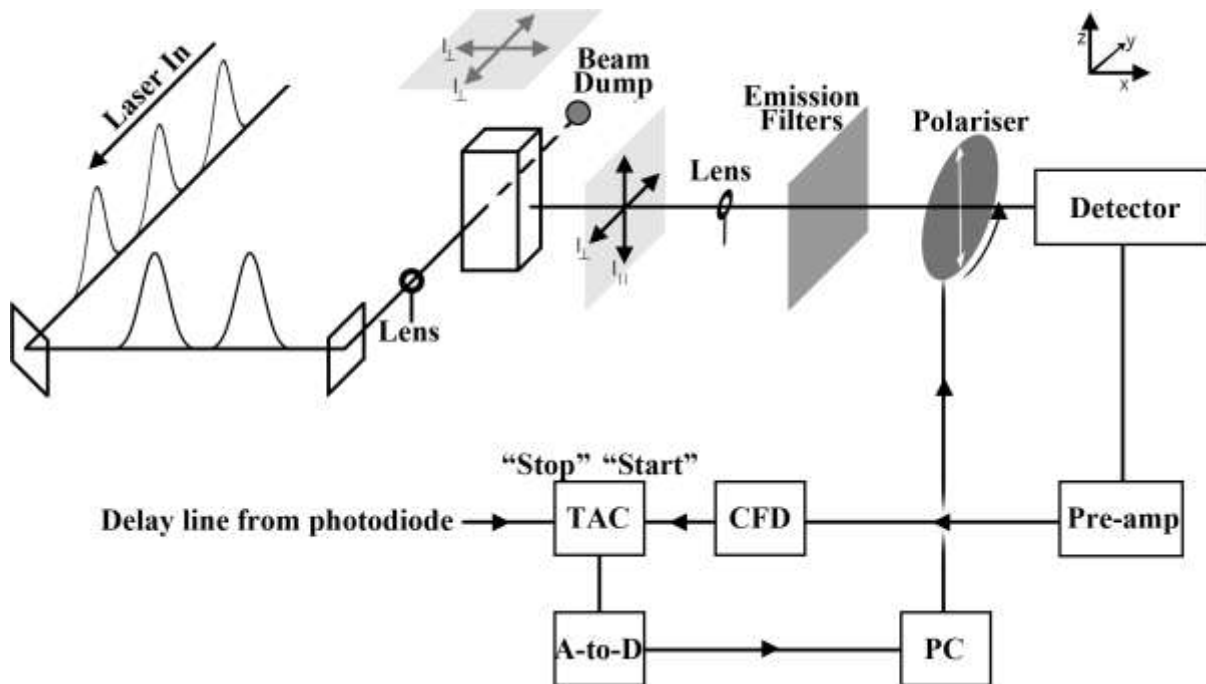 Laser In
I⊥
I⊥
Beam
Dump
Emission
Filters
Polariser
z
y
x
Lens
Detector
I⊥
I||
Lens
"Stop"
"Start"
Delay line from photodiode
TAC
CFD
Pre-amp
A-to-D
PC